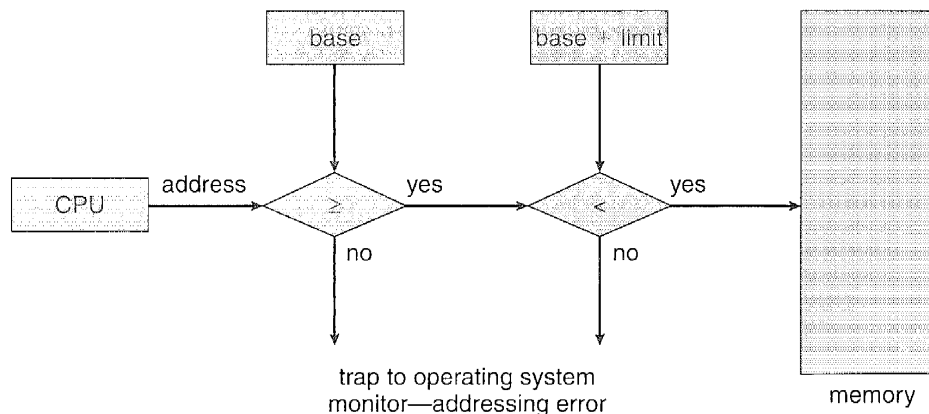 base
base + limit
CPU
address
≥
yes
<
yes
no
no
trap to operating system
monitor—addressing error
memory